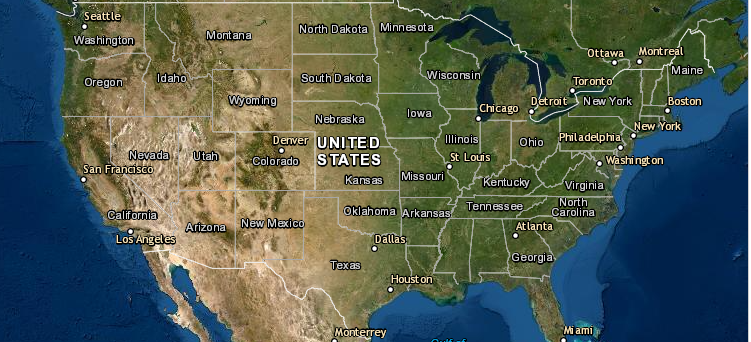 Seattle
Washington
Montana
North Dakota
Minnesota
Ottawa
Montreal
Maine
Oregon
Idaho
South Dakota
Wisconsin
Toronto
Wyoming
Iowa
Chicago
Detroit
New York
Boston
Nebraska
Denver
UNITED
STATES
Illinois
Ohio
Philadelphia
New York
Nevada
Utah
Colorado
St Louis
Washington
San Francisco
Kansas
Missouri
Kentucky
Virginia
California
Arizona
New Mexico
Oklahoma
Arkansas
Tennessee
North
Carolina
Los Angeles
Dallas
Atlanta
Texas
Georgia
Houston
Monterrey
Miami
Gulf of